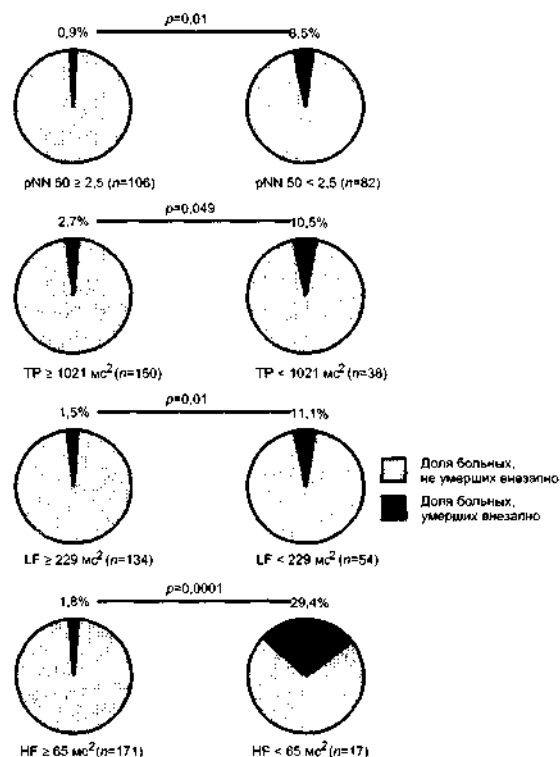 p=0,01
0,9% 8,5%
pNN 50 ≥ 2,5 (n=106) pNN 50 < 2,5 (n=82)
p=0,049
2,7% 10,5%
TP ≥ 1021 мс² (n=150) TP < 1021 мс² (n=38)
p=0,01
1,5% 11,1%
Доля больных,
не умерших внезапно
Доля больных,
умерших внезапно
LF ≥ 229 мс² (n=134) LF < 229 мс² (n=54)
p=0,0001
1,8% 29,4%
HF ≥ 65 мс² (n=171) HF < 65 мс² (n=17)